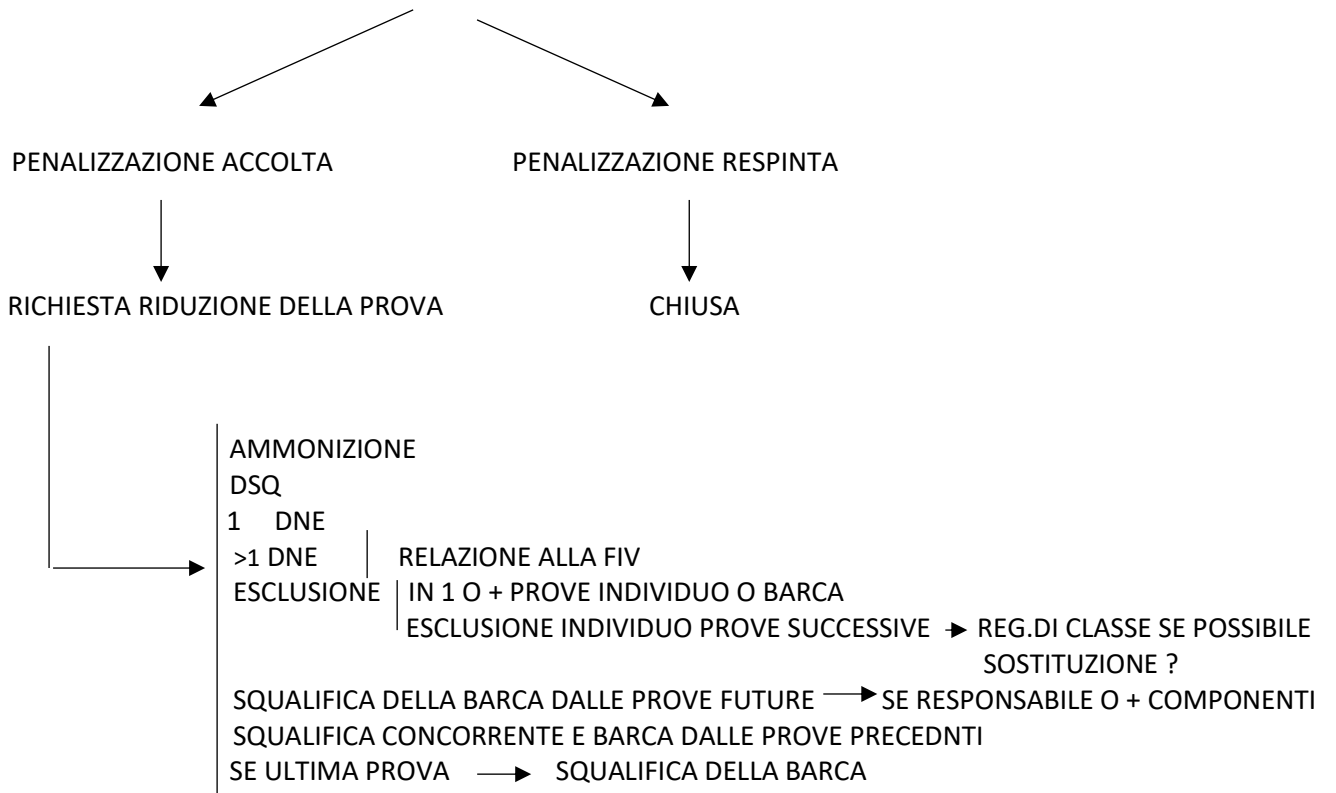 PENALIZZAZIONE ACCOLTA PENALIZZAZIONE RESPINTA
RICHIESTA RIDUZIONE DELLA PROVA CHIUSA
AMMONIZIONE
DSQ
1 DNE
>1 DNE RELAZIONE ALLA FIV
ESCLUSIONE IN 1 O + PROVE INDIVIDUO O BARCA
ESCLUSIONE INDIVIDUO PROVE SUCCESSIVE REG.DI CLASSE SE POSSIBILE
SOSTITUZIONE ?
SQUALIFICA DELLA BARCA DALLE PROVE FUTURE SE RESPONSABILE O + COMPONENTI
SQUALIFICA CONCORRENTE E BARCA DALLE PROVE PRECEDNTI
SE ULTIMA PROVA SQUALIFICA DELLA BARCA